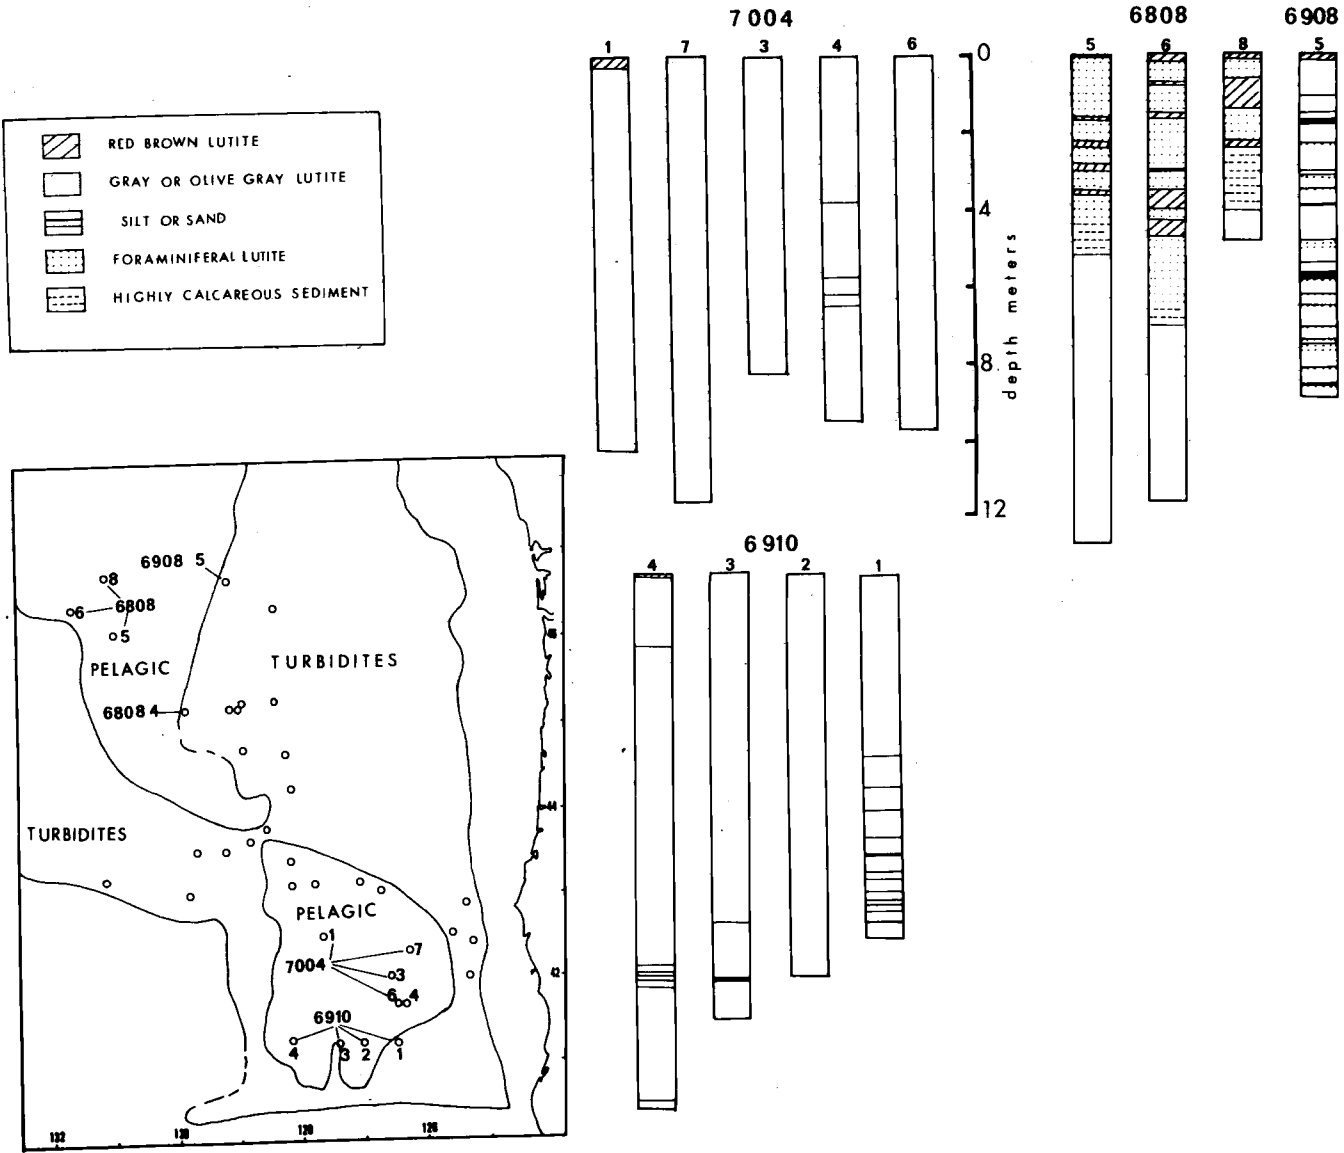 7004
6808
6908
1 7 3 4 6
0
5 6 8 5
RED BROWN LUTITE
GRAY OR OLIVE GRAY LUTITE
SILT OR SAND
FORAMINIFERAL LUTITE
HIGHLY CALCAREOUS SEDIMENT
4
8
12
depth meters
6910
4 3 2 1
6908 5
8
6 6808
5
PELAGIC
TURBIDITES
6808 4
44
TURBIDITES
PELAGIC
1
7
7004
3
42
6 4
6910
4 3 2 1
132 130 128 126